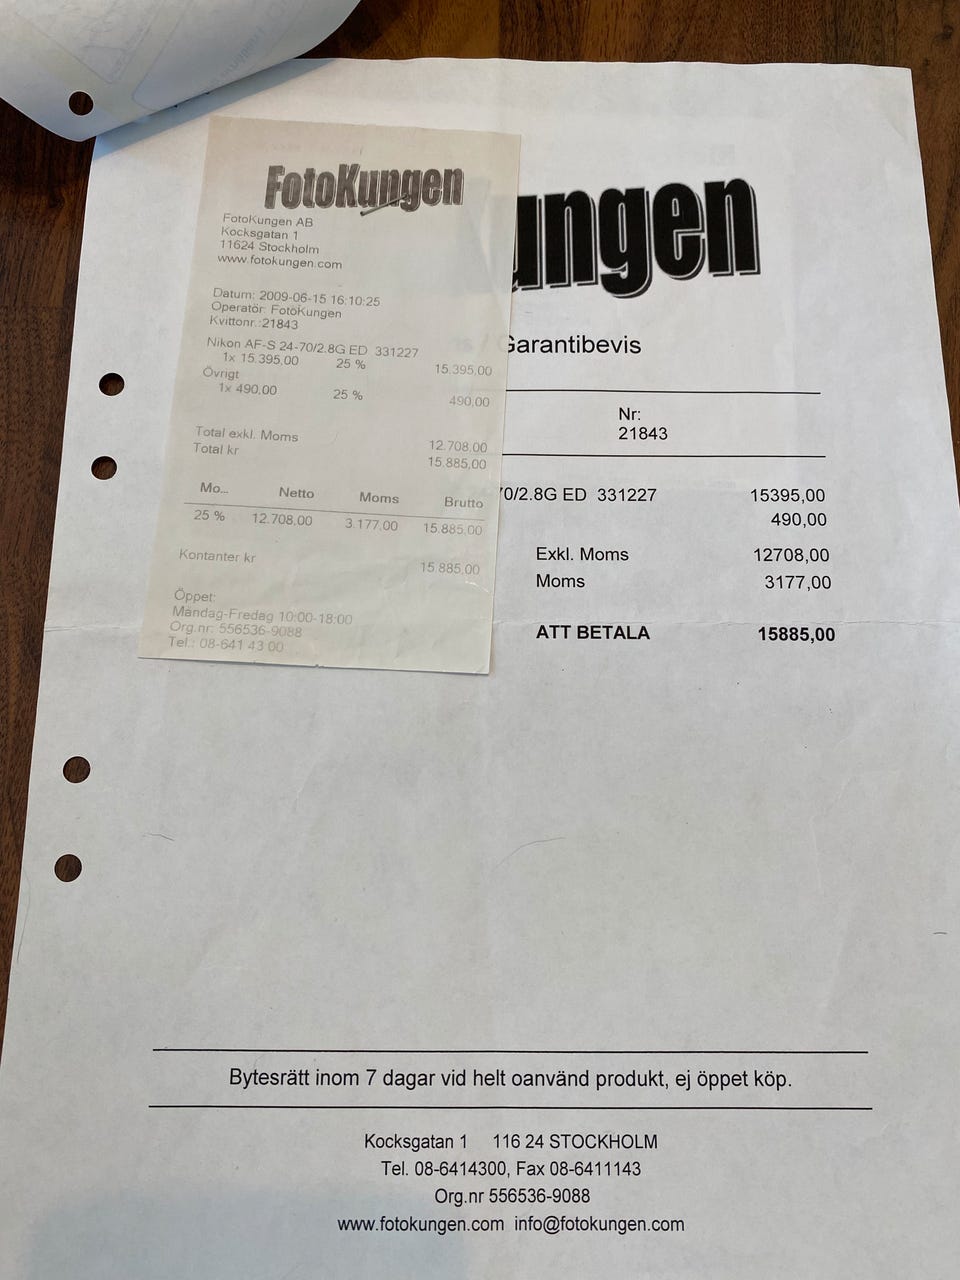 FotoKungen
FotoKungen AB
Kocksgatan 1
11624 Stockholm
www.fotokungen.com
Datum: 2009-06-15 16:10:25
Operatör: FotoKungen
Kvittonr.:21843
Nikon AF-S 24-70/2.8G ED 331227
1x 15.395,00 25 % 15.395,00
Övrigt
1x 490,00 25 % 490,00
Total exkl. Moms 12.708,00
Total kr 15.885,00
Mo... Netto Moms Brutto
25 % 12.708,00 3.177,00 15.885,00
Kontanter kr 15.885,00
Öppet:
Måndag-Fredag 10:00-18:00
Org.nr: 556536-9088
Tel.: 08-641 43 00
ungen
Garantibevis
Nr:
21843
70/2.8G ED 331227 15395,00
490,00
Exkl. Moms 12708,00
Moms 3177,00
ATT BETALA 15885,00
Bytesrätt inom 7 dagar vid helt oanvänd produkt, ej öppet köp.
Kocksgatan 1 116 24 STOCKHOLM
Tel. 08-6414300, Fax 08-6411143
Org.nr 556536-9088
www.fotokungen.com info@fotokungen.com